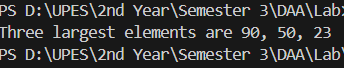 PS D:\UPES\2nd Year\Semester 3\DAA\Lab>
Three largest elements are 90, 50, 23
PS D:\UPES\2nd Year\Semester 3\DAA\Lab\